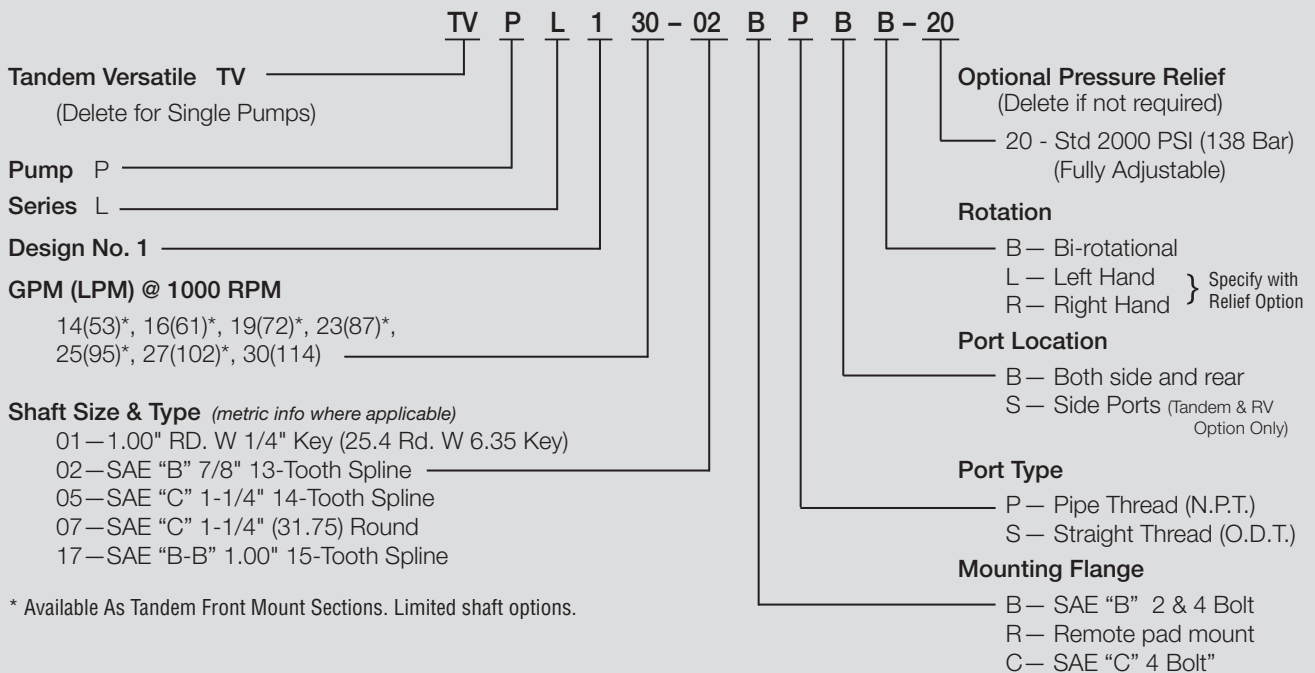 TV P L 1 30 – 02 B P B B – 20
Tandem Versatile TV
(Delete for Single Pumps)
Pump P
Series L
Design No. 1
GPM (LPM) @ 1000 RPM
14(53)*, 16(61)*, 19(72)*, 23(87)*,
25(95)*, 27(102)*, 30(114)
Shaft Size & Type (metric info where applicable)
01—1.00" RD. W 1/4" Key (25.4 Rd. W 6.35 Key)
02—SAE “B” 7/8" 13-Tooth Spline
05—SAE “C” 1-1/4" 14-Tooth Spline
07—SAE “C” 1-1/4" (31.75) Round
17—SAE “B-B” 1.00" 15-Tooth Spline
* Available As Tandem Front Mount Sections. Limited shaft options.
Optional Pressure Relief
(Delete if not required)
20 - Std 2000 PSI (138 Bar)
(Fully Adjustable)
Rotation
B— Bi-rotational
L — Left Hand
R— Right Hand
} Specify with
Relief Option
Port Location
B— Both side and rear
S— Side Ports (Tandem & RV
Option Only)
Port Type
P— Pipe Thread (N.P.T.)
S— Straight Thread (O.D.T.)
Mounting Flange
B— SAE “B” 2 & 4 Bolt
R— Remote pad mount
C— SAE “C” 4 Bolt”